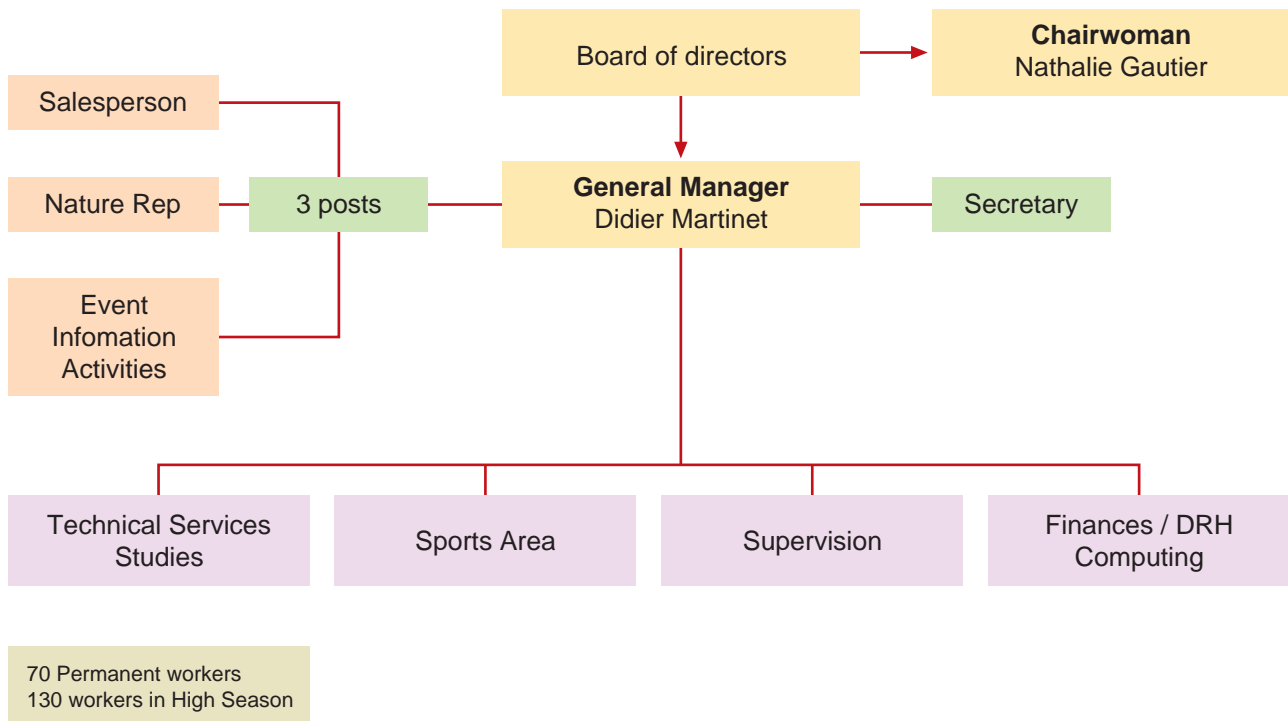 Board of directors
Chairwoman
Nathalie Gautier
Salesperson
Nature Rep
3 posts
General Manager
Didier Martinet
Secretary
Event
Infomation
Activities
Technical Services
Studies
Sports Area
Supervision
Finances / DRH
Computing
70 Permanent workers
130 workers in High Season